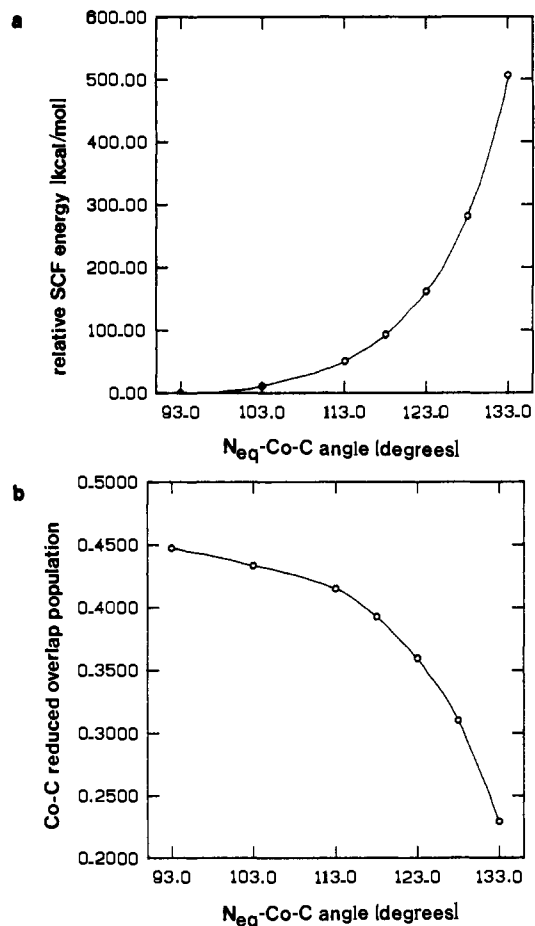 a
600.00
500.00
400.00
300.00
200.00
100.00
0.00
relative SCF energy [kcal/mol]
93.0 103.0 113.0 123.0 133.0
Neq-Co-C angle [degrees]
b
0.5000
0.4500
0.4000
0.3500
0.3000
0.2500
0.2000
Co-C reduced overlap population
93.0 103.0 113.0 123.0 133.0
Neq-Co-C angle [degrees]